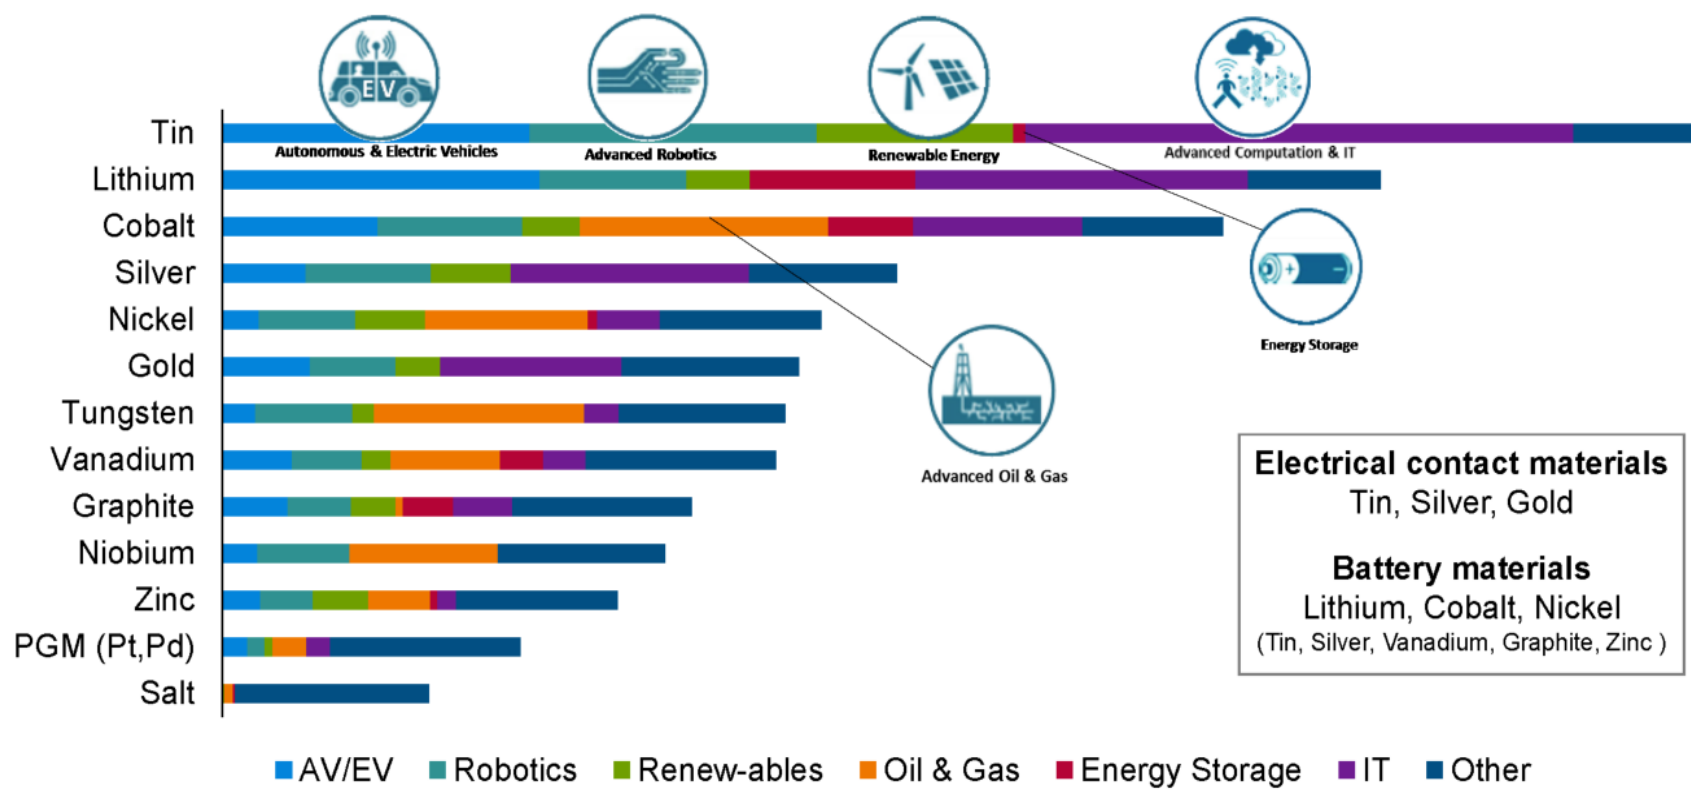 EV
Tin
Autonomous & Electric Vehicles
Advanced Robotics
Renewable Energy
Advanced Computation & IT
Lithium
Cobalt
Silver
Nickel
Energy Storage
Gold
Tungsten
Vanadium
Advanced Oil & Gas
Graphite
Niobium
Zinc
PGM (Pt,Pd)
Salt
Electrical contact materials
Tin, Silver, Gold
Battery materials
Lithium, Cobalt, Nickel
(Tin, Silver, Vanadium, Graphite, Zinc )
AV/EV Robotics Renew-ables Oil & Gas Energy Storage IT Other